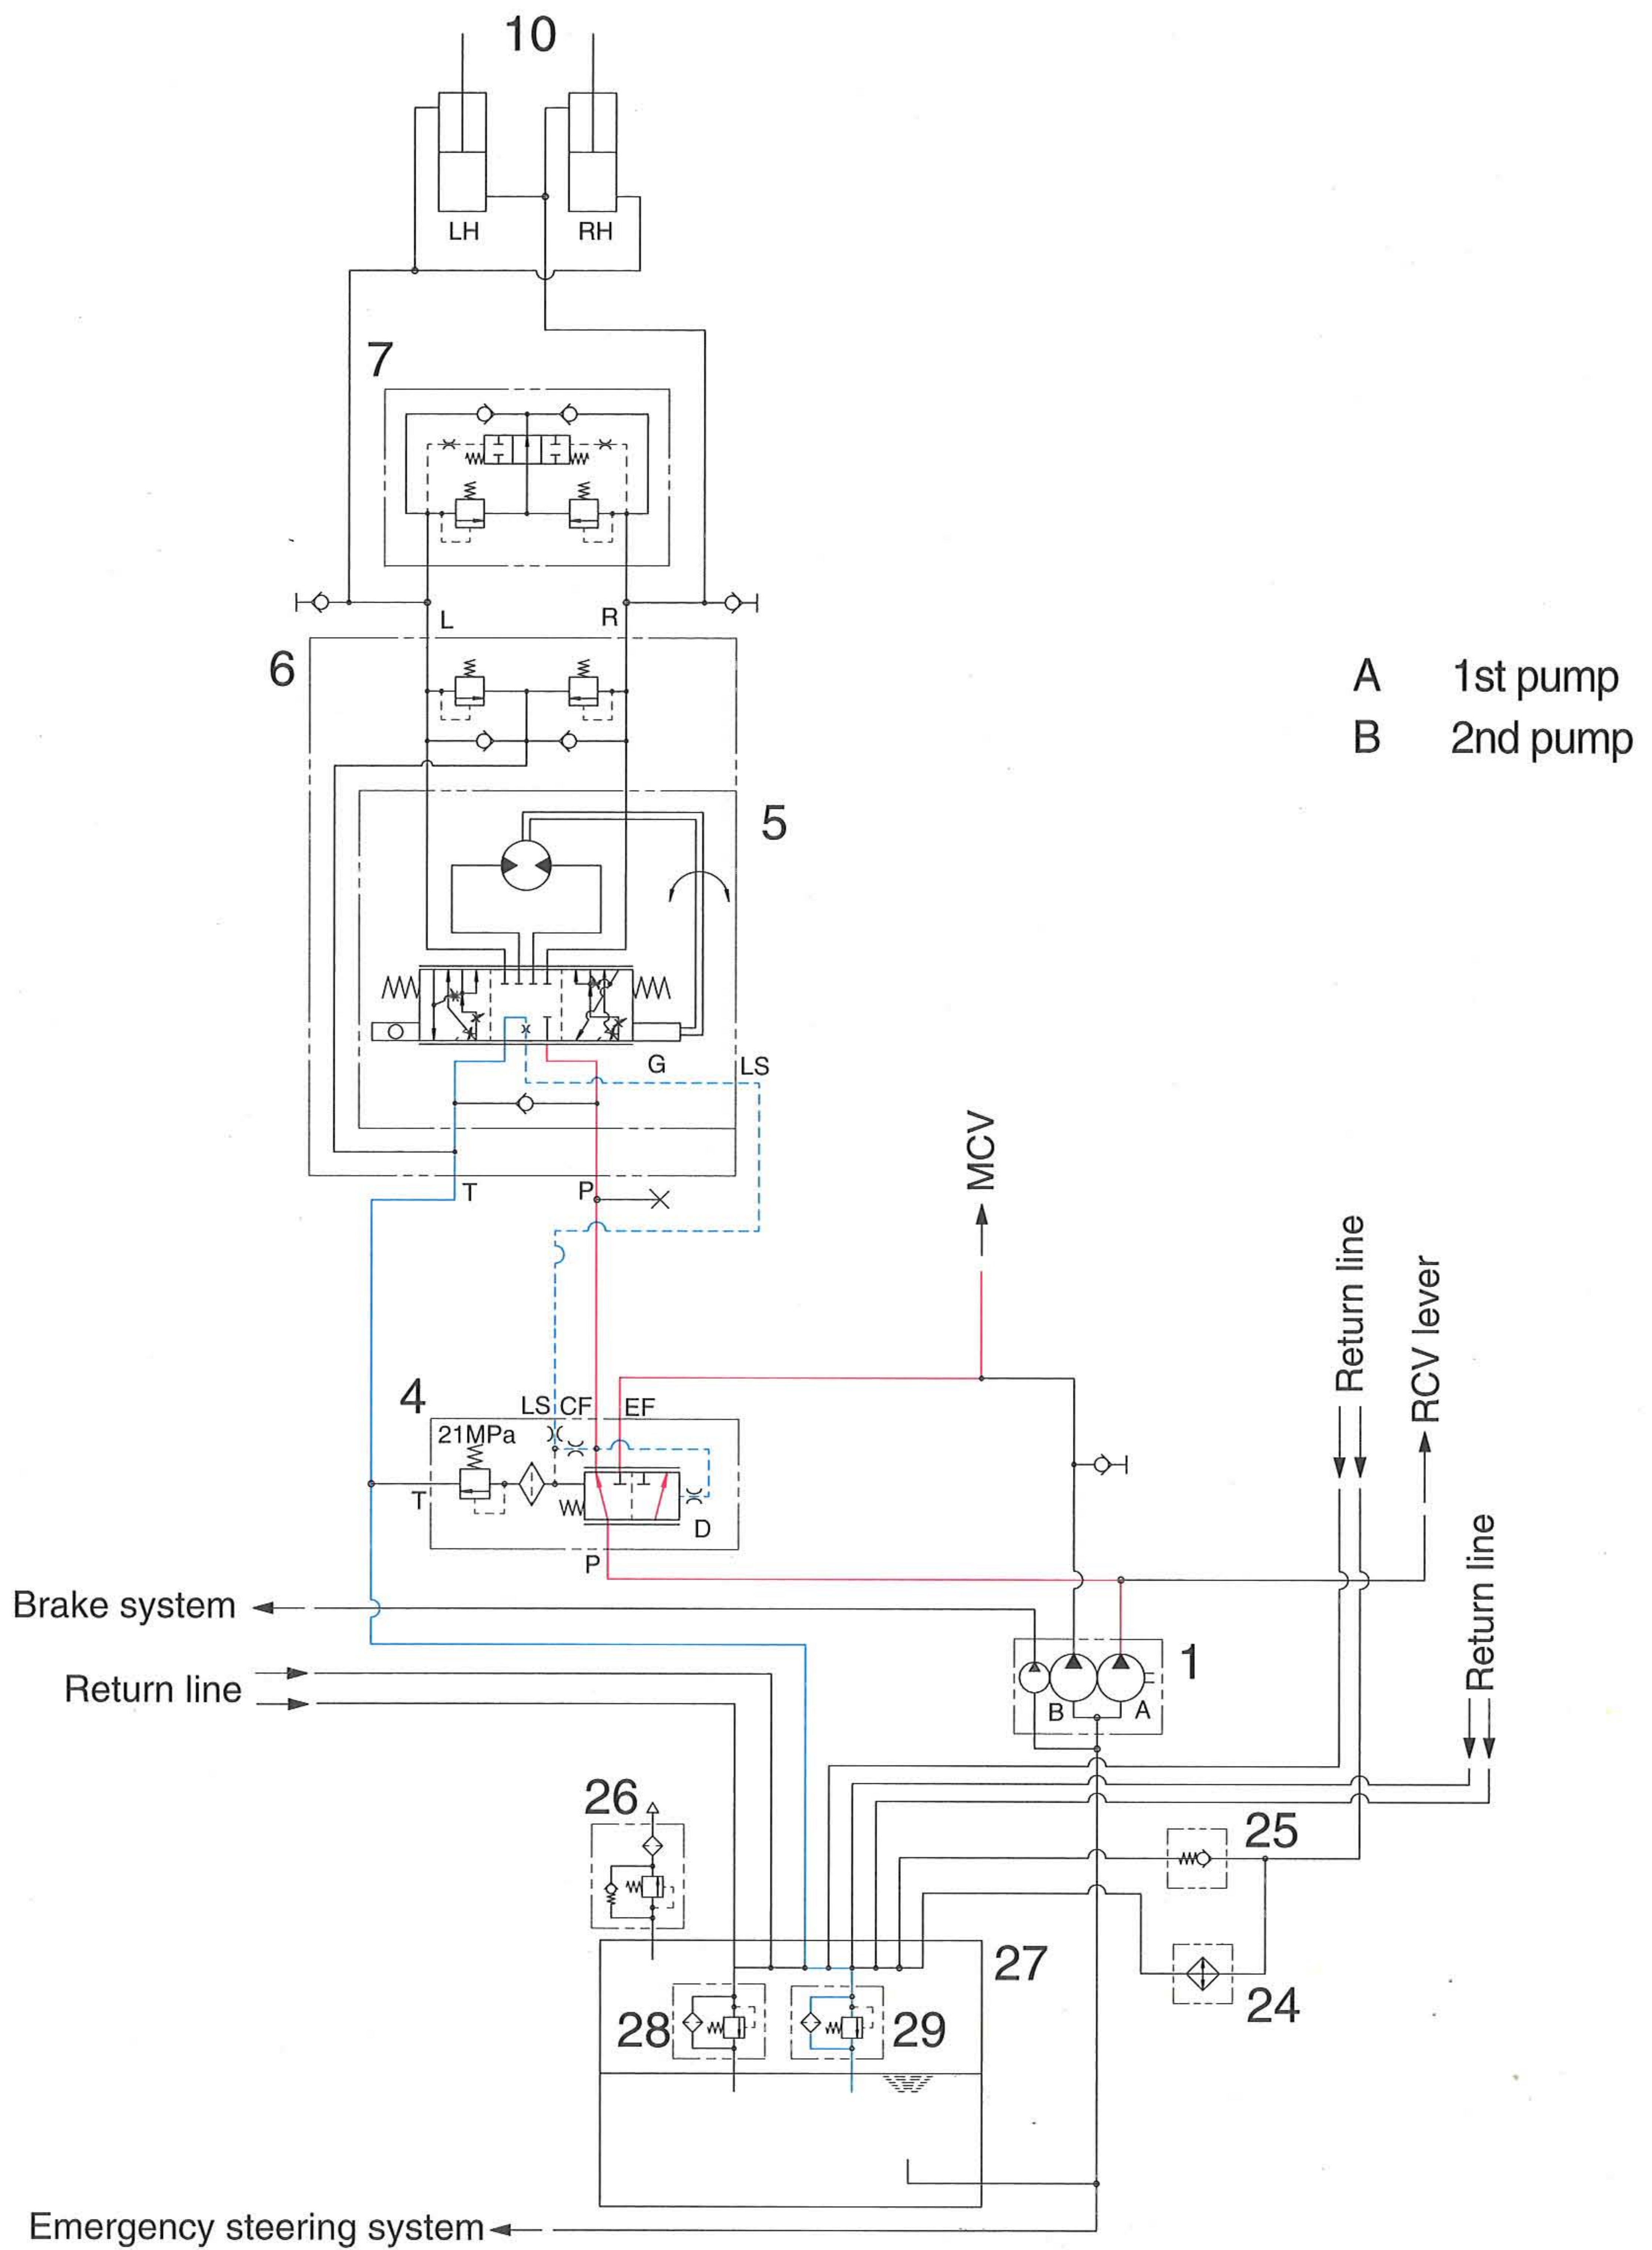 10
LH
RH
7
L
R
6
A 1st pump
B 2nd pump
5
G
LS
MCV
T
P
Return line
RCV lever
4
LS
CF
EF
21MPa
T
D
P
Return line
Brake system
1
Return line
B
A
26
25
27
24
28
29
Emergency steering system